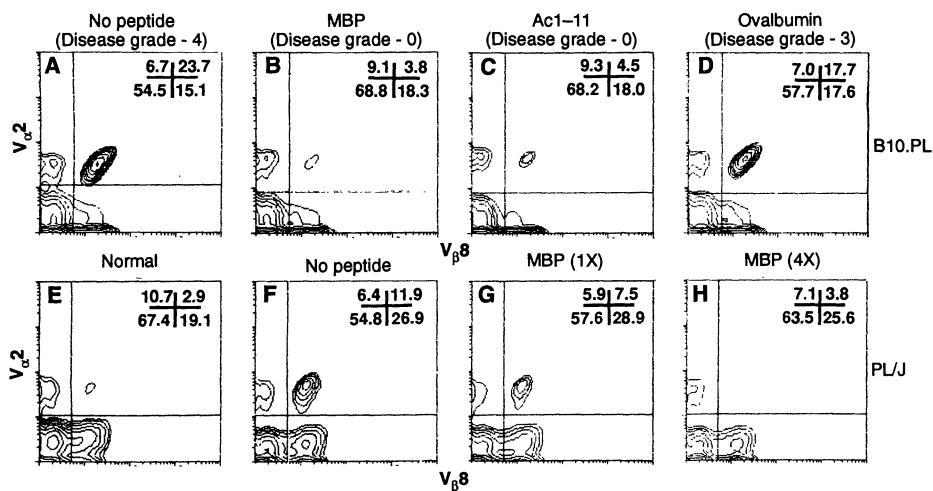 No peptide
(Disease grade - 4)
MBP
(Disease grade - 0)
Ac1–11
(Disease grade - 0)
Ovalbumin
(Disease grade - 3)
A
6.7 23.7
54.5 15.1
B
9.1 3.8
68.8 18.3
C
9.3 4.5
68.2 18.0
D
7.0 17.7
57.7 17.6
Vα2
B10.PL
Vβ8
Normal
No peptide
MBP (1X)
MBP (4X)
E
10.7 2.9
67.4 19.1
F
6.4 11.9
54.8 26.9
G
5.9 7.5
57.6 28.9
H
7.1 3.8
63.5 25.6
Vα2
PL/J
Vβ8